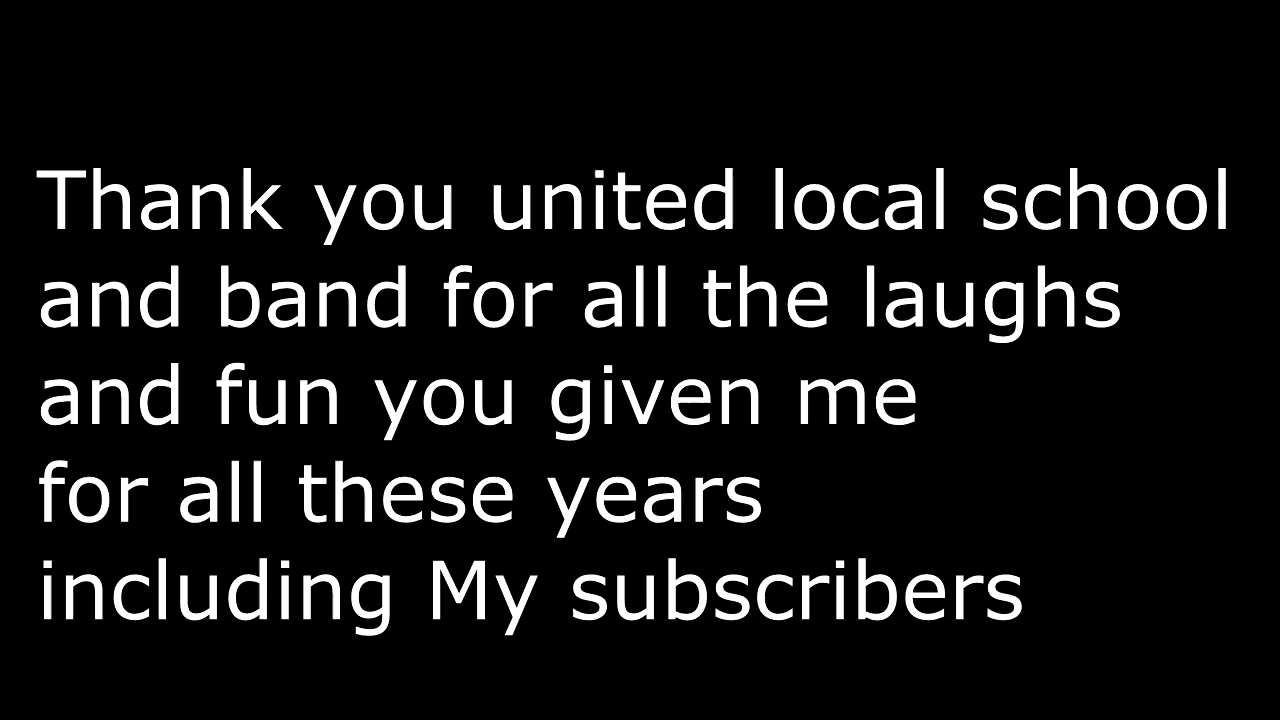 Thank you united local school
and band for all the laughs
and fun you given me
for all these years
including My subscribers